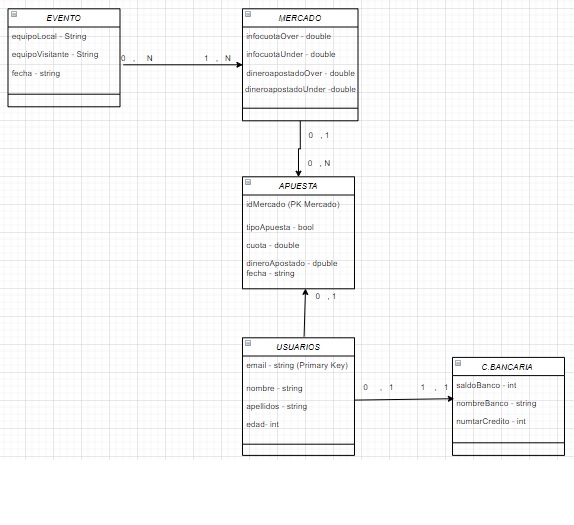 EVENTO
equipoLocal - String
equipoVisitante - String
fecha - string
0 , N
1 , N
MERCADO
infocuotaOver - double
infocuotaUnder - double
dineroapostadoOver - double
dineroapostadoUnder -double
0 ,1
0 ,N
APUESTA
idMercado (PK Mercado)
tipoApuesta - bool
cuota - double
dineroApostado - dpuble
fecha - string
0 ,1
USUARIOS
email - string (Primary Key)
nombre - string
apellidos - string
edad- int
0 , 1
1 , 1
C.BANCARIA
saldoBanco - int
nombreBanco - string
numtarCredito - int